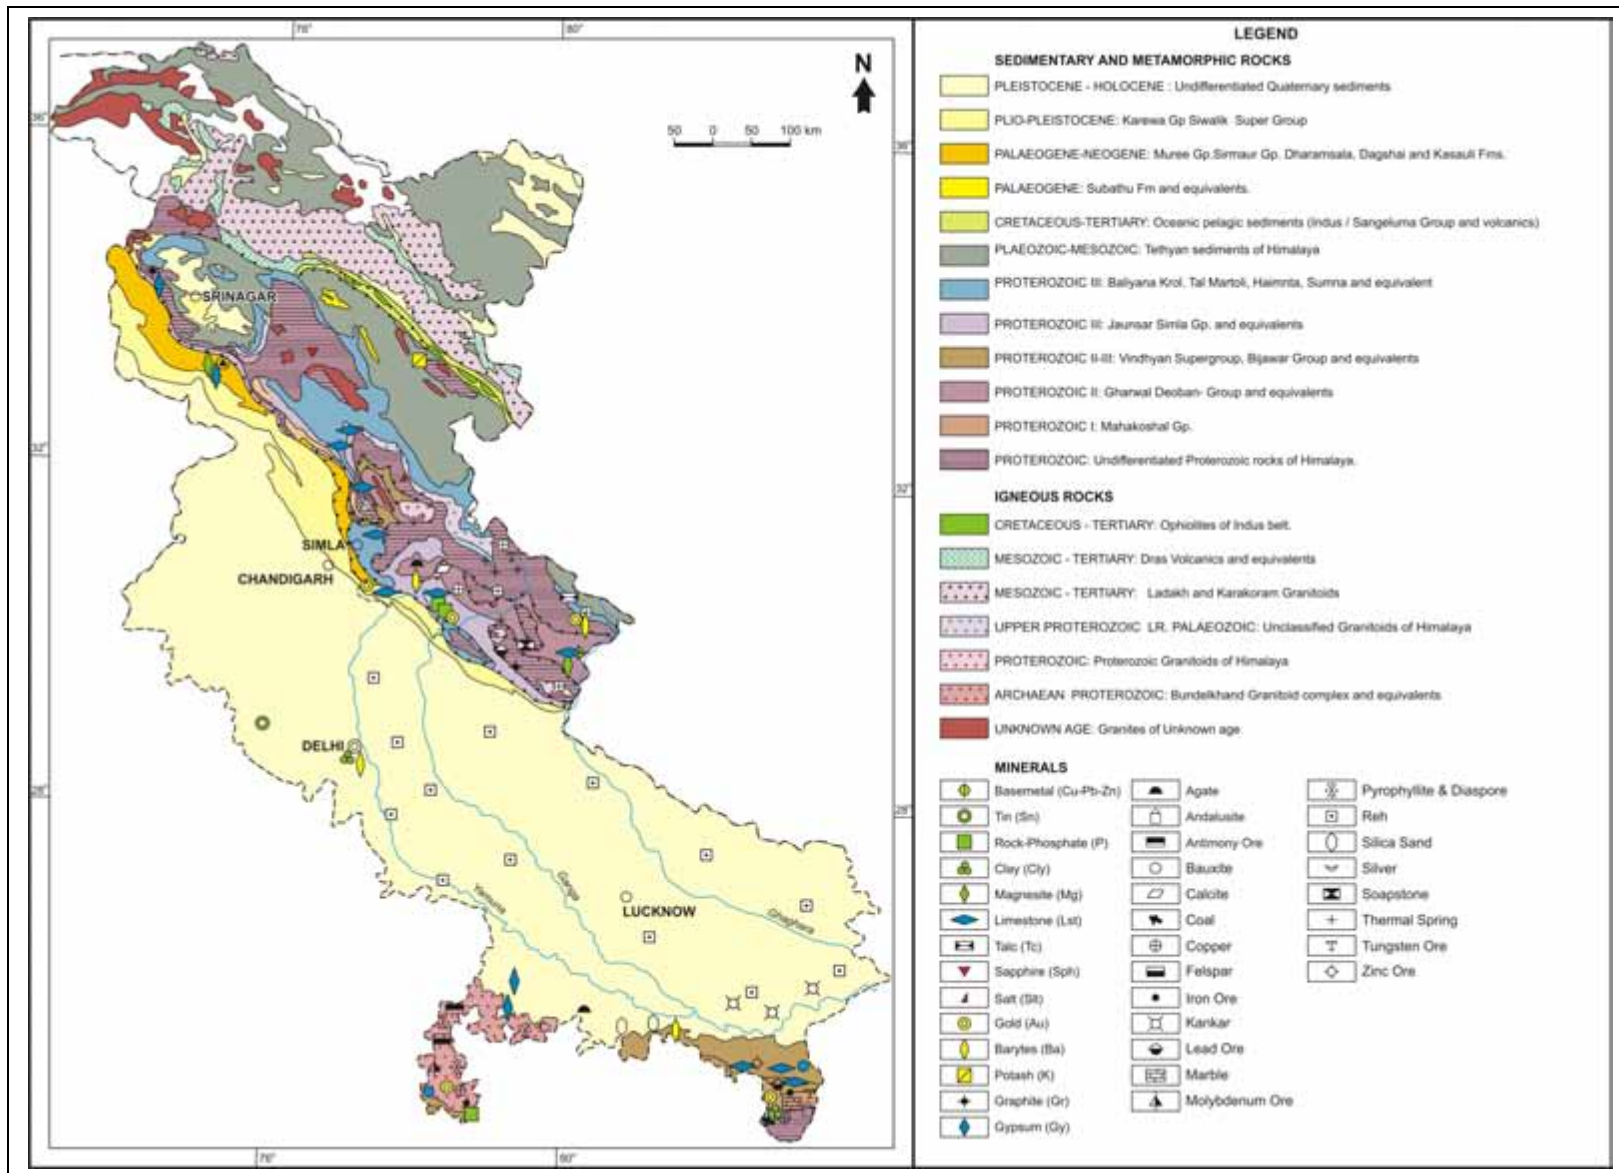 76°
80°
36°
36°
N
50 0 50 100 km
SRINAGAR
32°
32°
SIMLA
CHANDIGARH
DELHI
28°
28°
Yamuna
Ganga
Ghaghara
LUCKNOW
76°
80°
LEGEND
SEDIMENTARY AND METAMORPHIC ROCKS
PLEISTOCENE - HOLOCENE : Undifferentiated Quaternary sediments
PLIO-PLEISTOCENE: Karewa Gp Siwalik Super Group
PALAEOGENE-NEOGENE: Muree Gp.Sirmaur Gp. Dharamsala, Dagshai and Kasauli Fms.
PALAEOGENE: Subathu Fm and equivalents.
CRETACEOUS-TERTIARY: Oceanic pelagic sediments (Indus / Sangeluma Group and volcanics)
PLAEOZOIC-MESOZOIC: Tethyan sediments of Himalaya
PROTEROZOIC III: Baliyana Krol, Tal Martoli, Haimnta, Sumna and equivalent
PROTEROZOIC III: Jaunsar Simla Gp. and equivalents
PROTEROZOIC II-III: Vindhyan Supergroup, Bijawar Group and equivalents
PROTEROZOIC II: Gharwal Deoban- Group and equivalents
PROTEROZOIC I: Mahakoshal Gp.
PROTEROZOIC: Undifferentiated Proterozoic rocks of Himalaya.
IGNEOUS ROCKS
CRETACEOUS - TERTIARY: Ophiolites of Indus belt.
MESOZOIC - TERTIARY: Dras Volcanics and equivalents
MESOZOIC - TERTIARY: Ladakh and Karakoram Granitoids
UPPER PROTEROZOIC LR. PALAEOZOIC: Unclassified Granitoids of Himalaya
PROTEROZOIC: Proterozoic Granitoids of Himalaya
ARCHAEAN PROTEROZOIC: Bundelkhand Granitoid complex and equivalents
UNKNOWN AGE: Granites of Unknown age
MINERALS
Basemetal (Cu-Pb-Zn)
Tin (Sn)
Rock-Phosphate (P)
Clay (Cly)
Magnesite (Mg)
Limestone (Lst)
Talc (Tc)
Sapphire (Sph)
Salt (Slt)
Gold (Au)
Barytes (Ba)
Potash (K)
Graphite (Gr)
Gypsum (Gy)
Agate
Andalusite
Antimony Ore
Bauxite
Calcite
Coal
Copper
Felspar
Iron Ore
Kankar
Lead Ore
Marble
Molybdenum Ore
Pyrophyllite & Diaspore
Reh
Silica Sand
Silver
Soapstone
Thermal Spring
Tungsten Ore
Zinc Ore